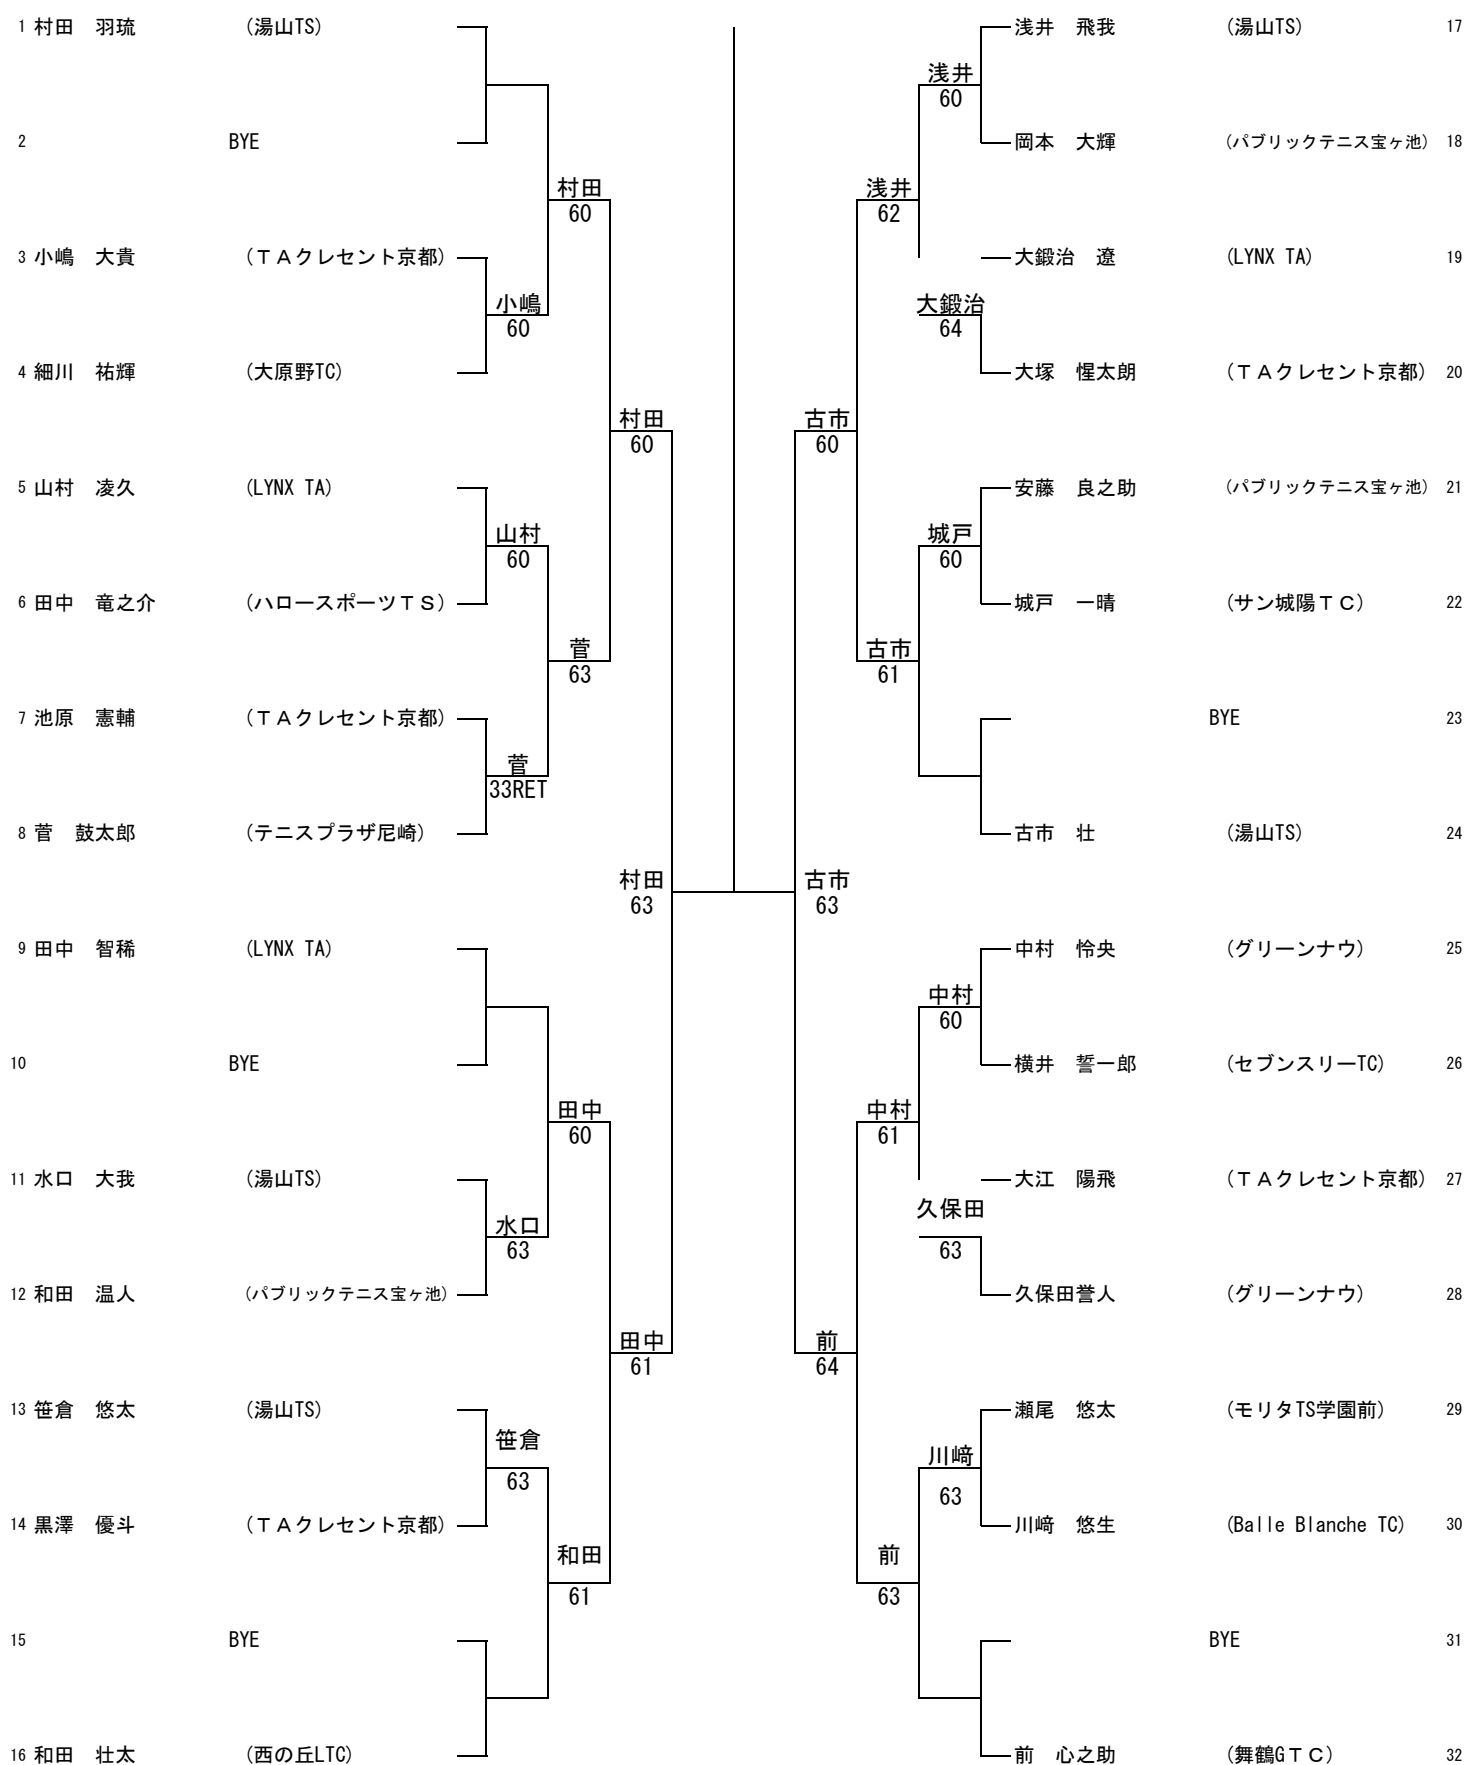 1 村田　羽琉 (湯山TS)
2 BYE
3 小嶋　大貴 (ＴＡクレセント京都)
4 細川　祐輝 (大原野TC)
5 山村　凌久 (LYNX TA)
6 田中　竜之介 (ハロースポーツＴＳ)
7 池原　憲輔 (ＴＡクレセント京都)
8 菅　鼓太郎 (テニスプラザ尼崎)
9 田中　智稀 (LYNX TA)
10 BYE
11 水口　大我 (湯山TS)
12 和田　温人 (パブリックテニス宝ヶ池)
13 笹倉　悠太 (湯山TS)
14 黒澤　優斗 (ＴＡクレセント京都)
15 BYE
16 和田　壮太 (西の丘LTC)
小嶋
60
山村
60
菅
33RET
水口
63
笹倉
63
村田
60
菅
63
田中
60
和田
61
村田
60
田中
61
村田
63
古市
63
古市
60
前
64
浅井
62
古市
61
中村
61
前
63
浅井
60
大鍛治
64
城戸
60
中村
60
久保田
63
川﨑
63
浅井　飛我 (湯山TS) 17
岡本　大輝 (パブリックテニス宝ヶ池) 18
大鍛治　遼 (LYNX TA) 19
大塚　惺太朗 (ＴＡクレセント京都) 20
安藤　良之助 (パブリックテニス宝ヶ池) 21
城戸　一晴 (サン城陽ＴＣ) 22
BYE 23
古市　壮 (湯山TS) 24
中村　怜央 (グリーンナウ) 25
横井　誓一郎 (セブンスリーTC) 26
大江　陽飛 (ＴＡクレセント京都) 27
久保田誉人 (グリーンナウ) 28
瀬尾　悠太 (モリタTS学園前) 29
川﨑　悠生 (Balle Blanche TC) 30
BYE 31
前　心之助 (舞鶴GＴＣ) 32